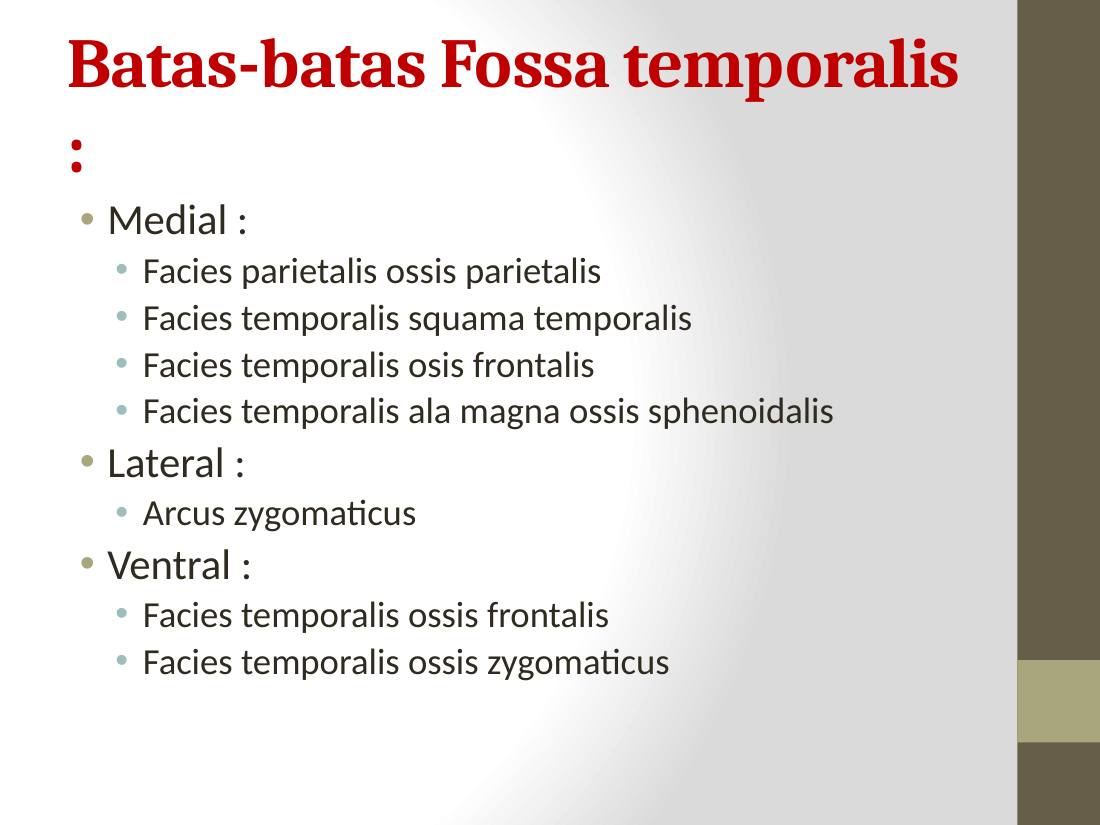 Batas-batas Fossa temporalis
:
• Medial :
• Facies parietalis ossis parietalis
• Facies temporalis squama temporalis
• Facies temporalis osis frontalis
• Facies temporalis ala magna ossis sphenoidalis
• Lateral :
• Arcus zygomaticus
• Ventral :
• Facies temporalis ossis frontalis
• Facies temporalis ossis zygomaticus